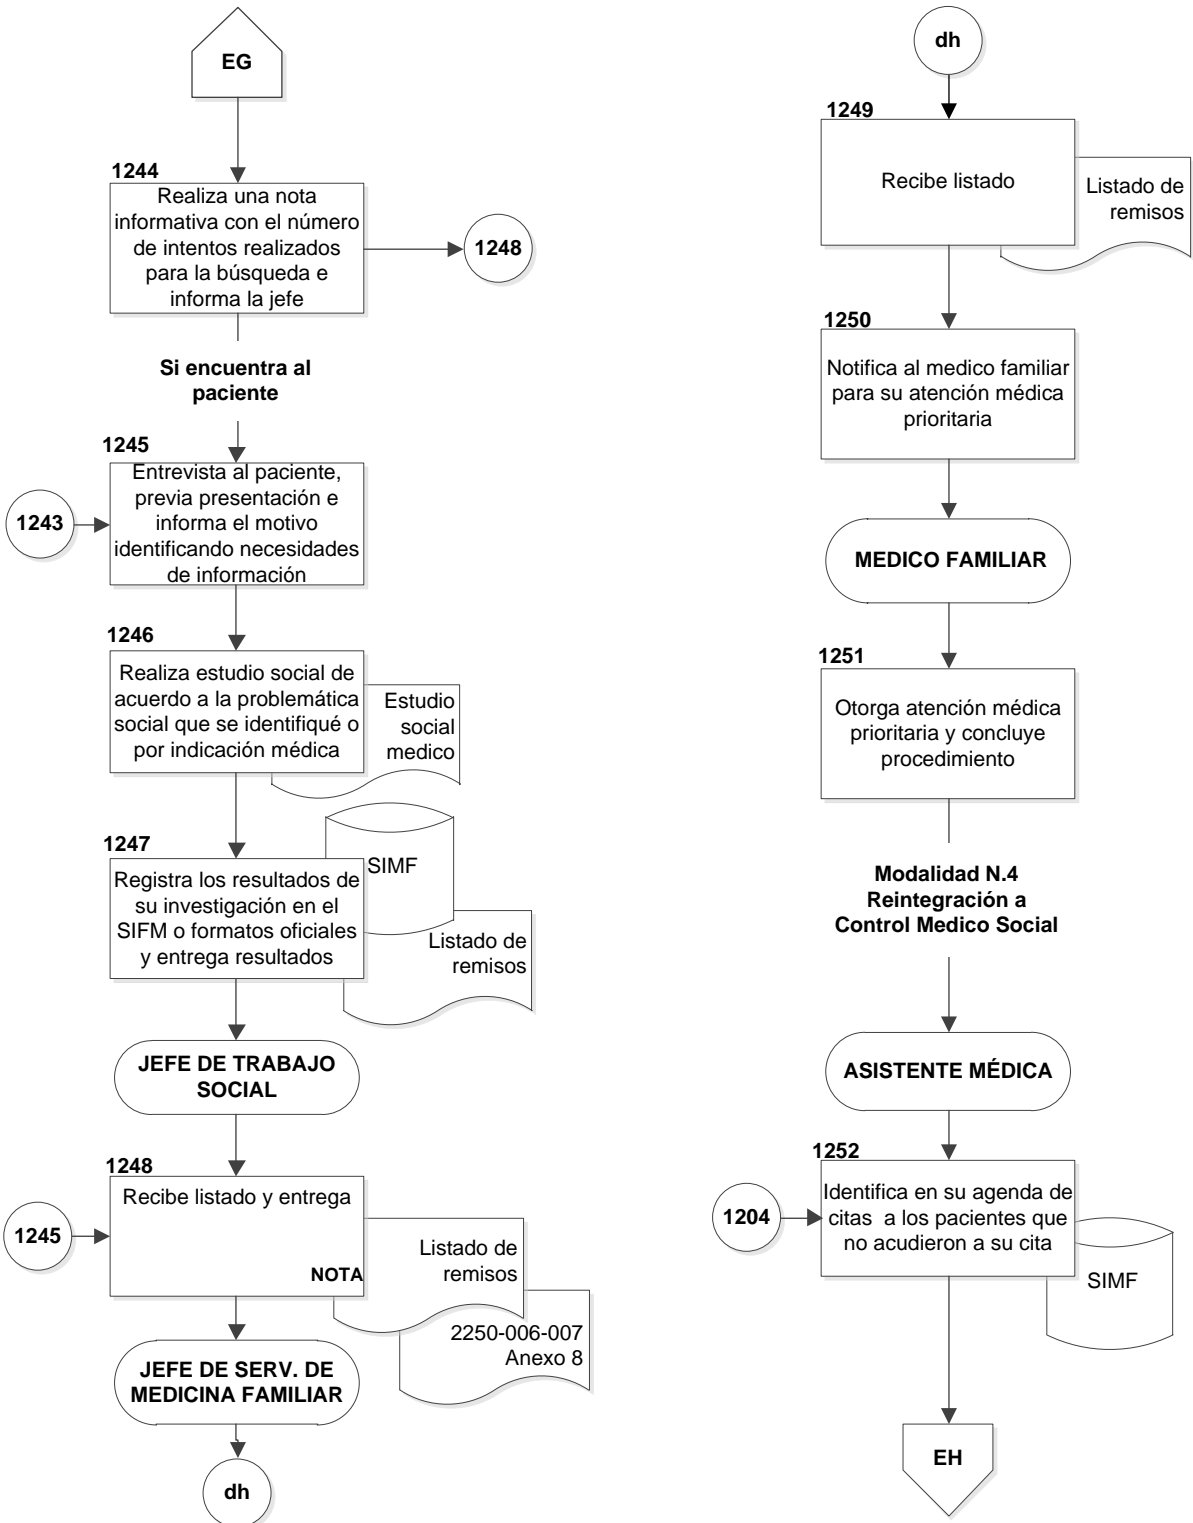 EG
1244
Realiza una nota
informativa con el número
de intentos realizados
para la búsqueda e
informa la jefe
1248
Si encuentra al
paciente
1245
Entrevista al paciente,
previa presentación e
informa el motivo
identificando necesidades
de información
1243
1246
Realiza estudio social de
acuerdo a la problemática
social que se identifiqué o
por indicación médica
Estudio
social
medico
1247
Registra los resultados de
su investigación en el
SIFM o formatos oficiales
y entrega resultados
SIMF
Listado de
remisos
JEFE DE TRABAJO
SOCIAL
1248
Recibe listado y entrega
NOTA
1245
Listado de
remisos
2250-006-007
Anexo 8
JEFE DE SERV. DE
MEDICINA FAMILIAR
dh
dh
1249
Recibe listado
Listado de
remisos
1250
Notifica al medico familiar
para su atención médica
prioritaria
MEDICO FAMILIAR
1251
Otorga atención médica
prioritaria y concluye
procedimiento
Modalidad N.4
Reintegración a
Control Medico Social
ASISTENTE MÉDICA
1252
Identifica en su agenda de
citas a los pacientes que
no acudieron a su cita
1204
SIMF
EH